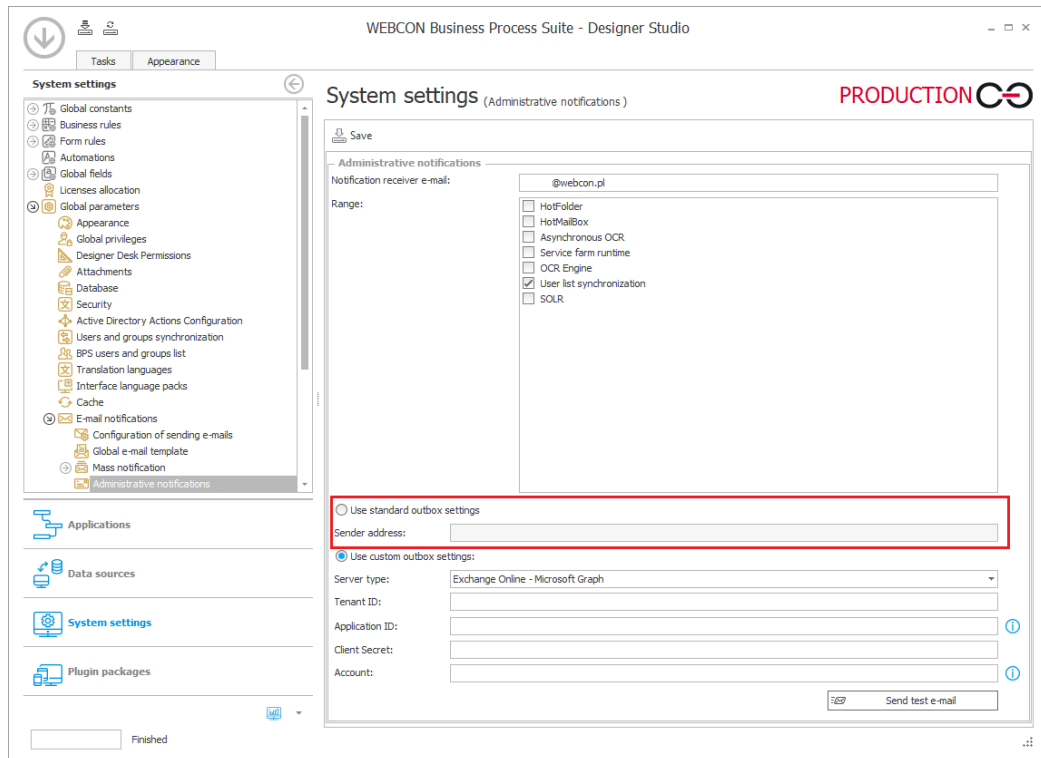 WEBCON Business Process Suite - Designer Studio
Tasks Appearance
System settings
Global constants
Business rules
Form rules
Automations
Global fields
Licenses allocation
Global parameters
Appearance
Global privileges
Designer Desk Permissions
Attachments
Database
Security
Active Directory Actions Configuration
Users and groups synchronization
BPS users and groups list
Translation languages
Interface language packs
Cache
E-mail notifications
Configuration of sending e-mails
Global e-mail template
Mass notification
Administrative notifications
Applications
Data sources
System settings
Plugin packages
Finished
System settings (Administrative notifications )
PRODUCTION
Save
Administrative notifications
Notification receiver e-mail: @webcon.pl
Range:
HotFolder
HotMailBox
Asynchronous OCR
Service farm runtime
OCR Engine
User list synchronization
SOLR
Use standard outbox settings
Sender address:
Use custom outbox settings:
Server type: Exchange Online - Microsoft Graph
Tenant ID:
Application ID:
Client Secret:
Account:
Send test e-mail